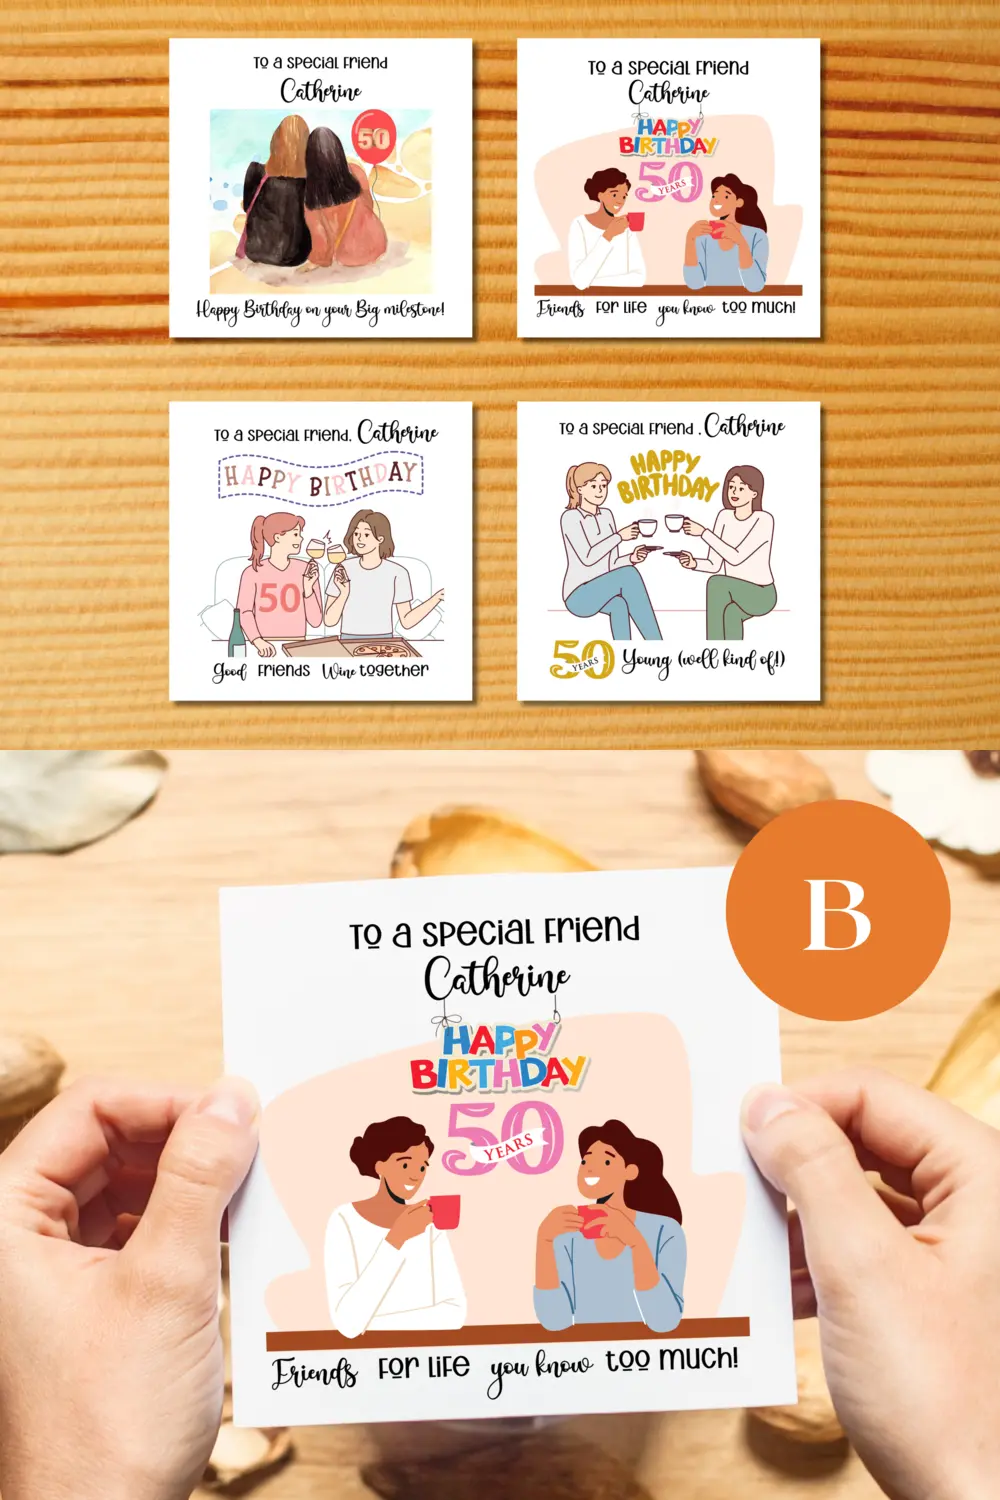 To a special friend
Catherine
50
Happy Birthday on your Big milestone!
To a special friend
Catherine
HAPPY
BIRTHDAY
50
YEARS
Friends for life you know too much!
To a special friend, Catherine
HAPPY BIRTHDAY
50
Good friends Wine together
To a special friend , Catherine
HAPPY
BIRTHDAY
50
YEARS
Young (well kind of!)
B
To a special friend
Catherine
HAPPY
BIRTHDAY
50
YEARS
Friends for life you know too much!